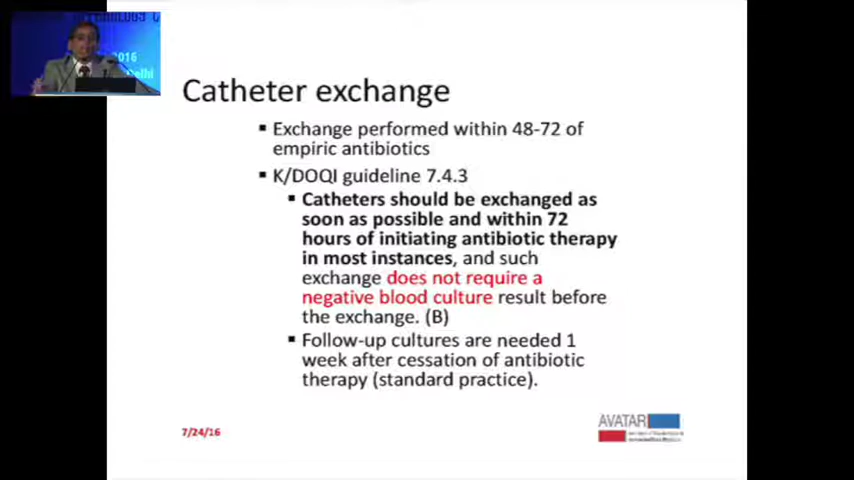 2016
elhi
Catheter exchange
▪ Exchange performed within 48-72 of
empiric antibiotics
▪ K/DOQI guideline 7.4.3
▪ Catheters should be exchanged as
soon as possible and within 72
hours of initiating antibiotic therapy
in most instances, and such
exchange does not require a
negative blood culture result before
the exchange. (B)
▪ Follow-up cultures are needed 1
week after cessation of antibiotic
therapy (standard practice).
7/24/16
AVATAR